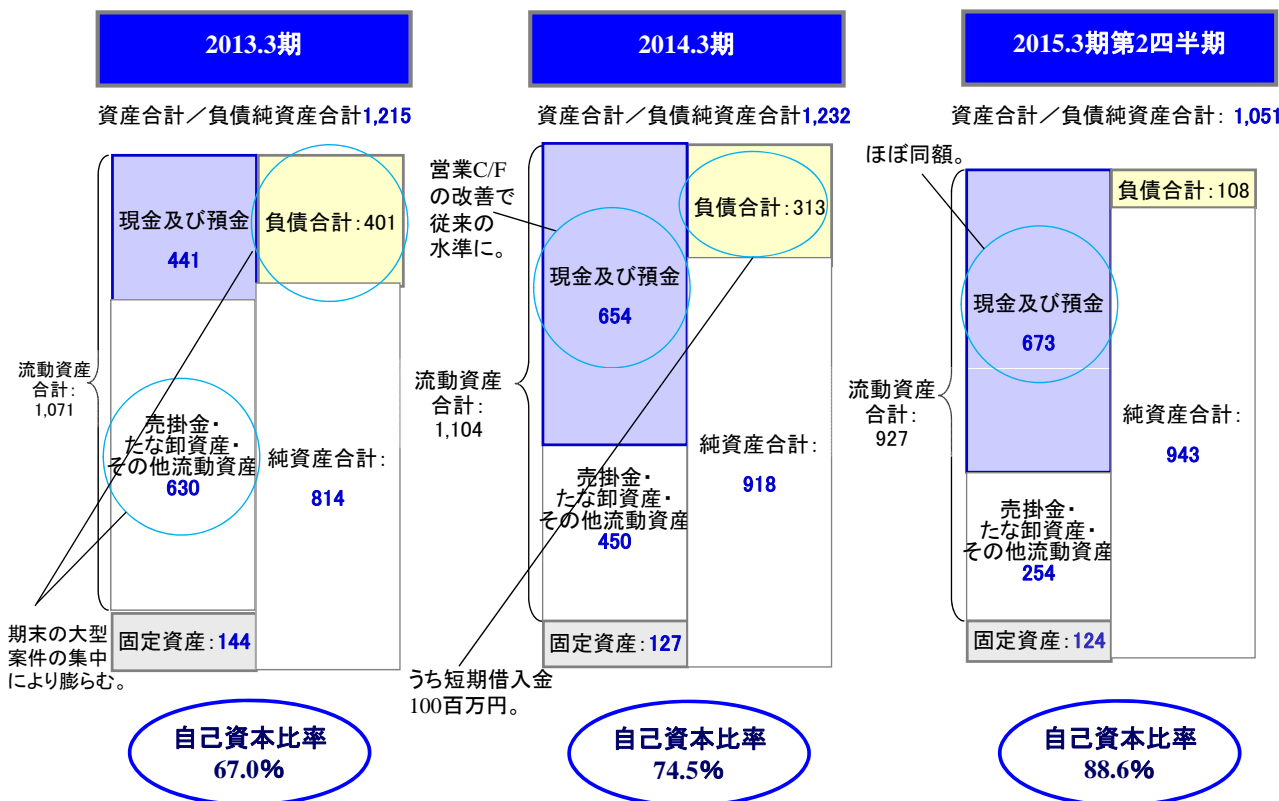 2013.3期
資産合計／負債純資産合計1,215
現金及び預金
441
負債合計：401
流動資産
合計：
1,071
売掛金・
たな卸資産・
その他流動資産
630
純資産合計：
814
期末の大型
案件の集中
により膨らむ。
固定資産：144
自己資本比率
67.0%
2014.3期
資産合計／負債純資産合計1,232
営業C/F
の改善で
従来の
水準に。
現金及び預金
654
負債合計：313
流動資産
合計：
1,104
売掛金・
たな卸資産・
その他流動資産
450
純資産合計：
918
固定資産：127
うち短期借入金
100百万円。
自己資本比率
74.5%
2015.3期第2四半期
資産合計／負債純資産合計：1,051
ほぼ同額。
現金及び預金
673
負債合計：108
流動資産
合計：
927
売掛金・
たな卸資産・
その他流動資産
254
純資産合計：
943
固定資産：124
自己資本比率
88.6%